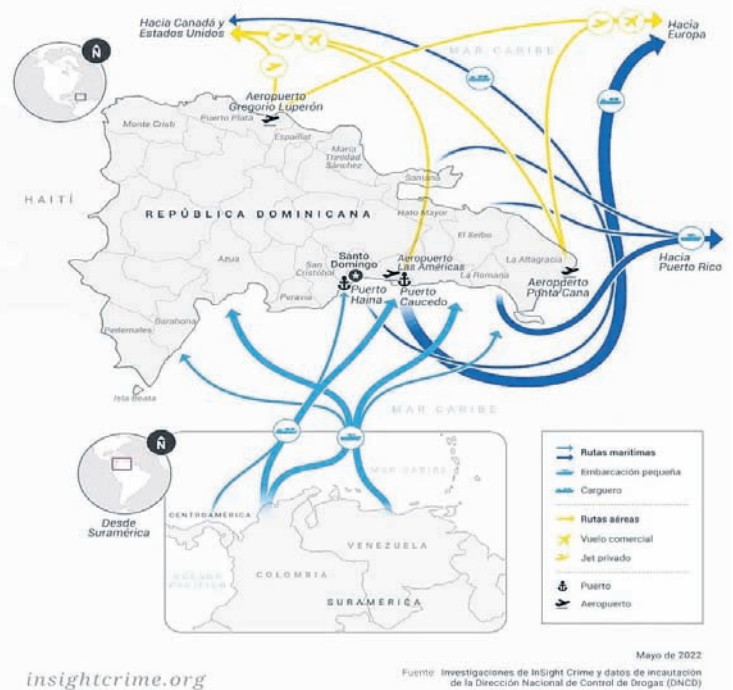 Hacia Canadá y
Estados Unidos
Hacia
Europa
MAR CARIBE
Ñ
Aeropuerto
Gregorio Luperón
Monte Cristi
Puerto Plata
Espaillat
María
Trinidad
Sánchez
Samaná
HAITÍ
REPÚBLICA DOMINICANA
Hato Mayor
El Seibo
Hacia
Puerto Rico
Azua
San
Cristóbal
Santo
Domingo
Aeropuerto
Las Américas
La Altagracia
La Romana
Aeropuerto
Punta Cana
Peravia
Puerto
Haina
Puerto
Caucedo
Barahona
Pedernales
Isla Beata
MAR CARIBE
Ñ
Desde
Suramérica
MAR CARIBE
CENTROAMÉRICA
VENEZUELA
COLOMBIA
SURAMÉRICA
Rutas marítimas
Embarcación pequeña
Carguero
Rutas aéreas
Vuelo comercial
Jet privado
Puerto
Aeropuerto
Mayo de 2022
insightcrime.org
Fuente: Investigaciones de InSight Crime y datos de incautación
de la Dirección Nacional de Control de Drogas (DNCD)